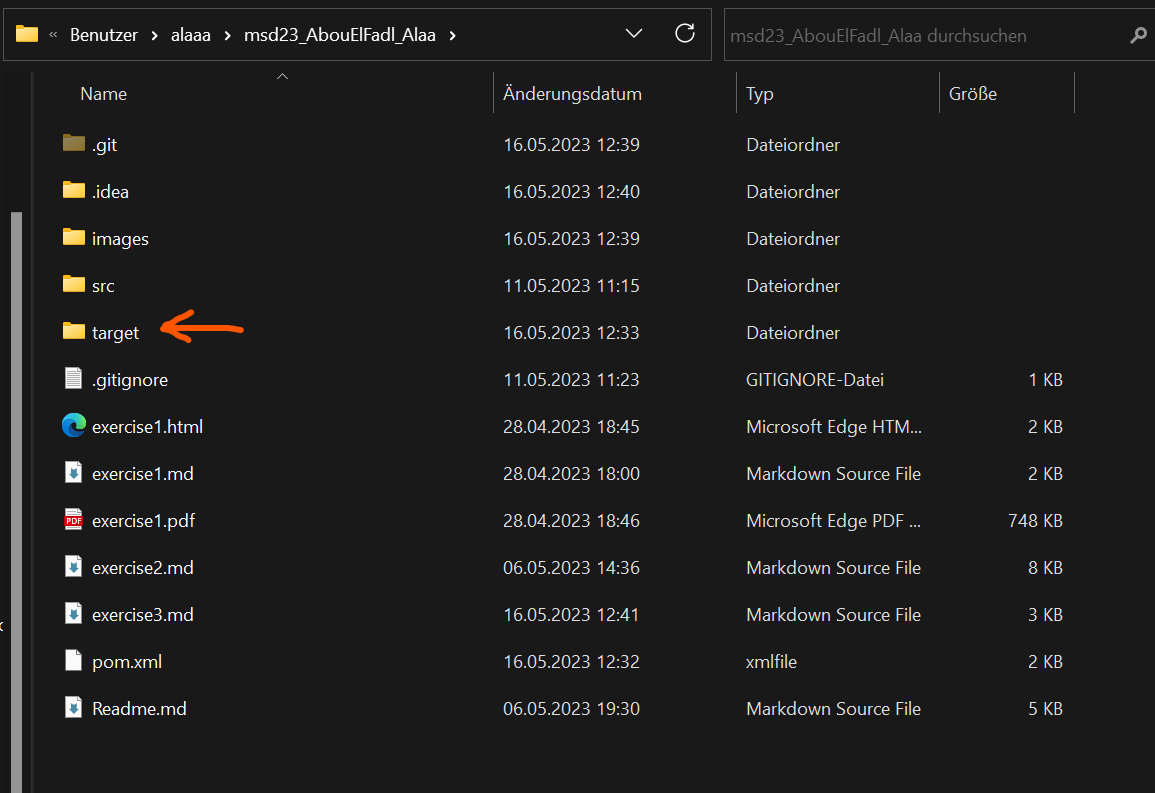 « Benutzer > alaaa > msd23_AbouElFadl_Alaa >
msd23_AbouElFadl_Alaa durchsuchen
Name Änderungsdatum Typ Größe
.git 16.05.2023 12:39 Dateiordner
.idea 16.05.2023 12:40 Dateiordner
images 16.05.2023 12:39 Dateiordner
src 11.05.2023 11:15 Dateiordner
target 16.05.2023 12:33 Dateiordner
.gitignore 11.05.2023 11:23 GITIGNORE-Datei 1 KB
exercise1.html 28.04.2023 18:45 Microsoft Edge HTM... 2 KB
exercise1.md 28.04.2023 18:00 Markdown Source File 2 KB
PDF exercise1.pdf 28.04.2023 18:46 Microsoft Edge PDF ... 748 KB
exercise2.md 06.05.2023 14:36 Markdown Source File 8 KB
exercise3.md 16.05.2023 12:41 Markdown Source File 3 KB
pom.xml 16.05.2023 12:32 xmlfile 2 KB
Readme.md 06.05.2023 19:30 Markdown Source File 5 KB